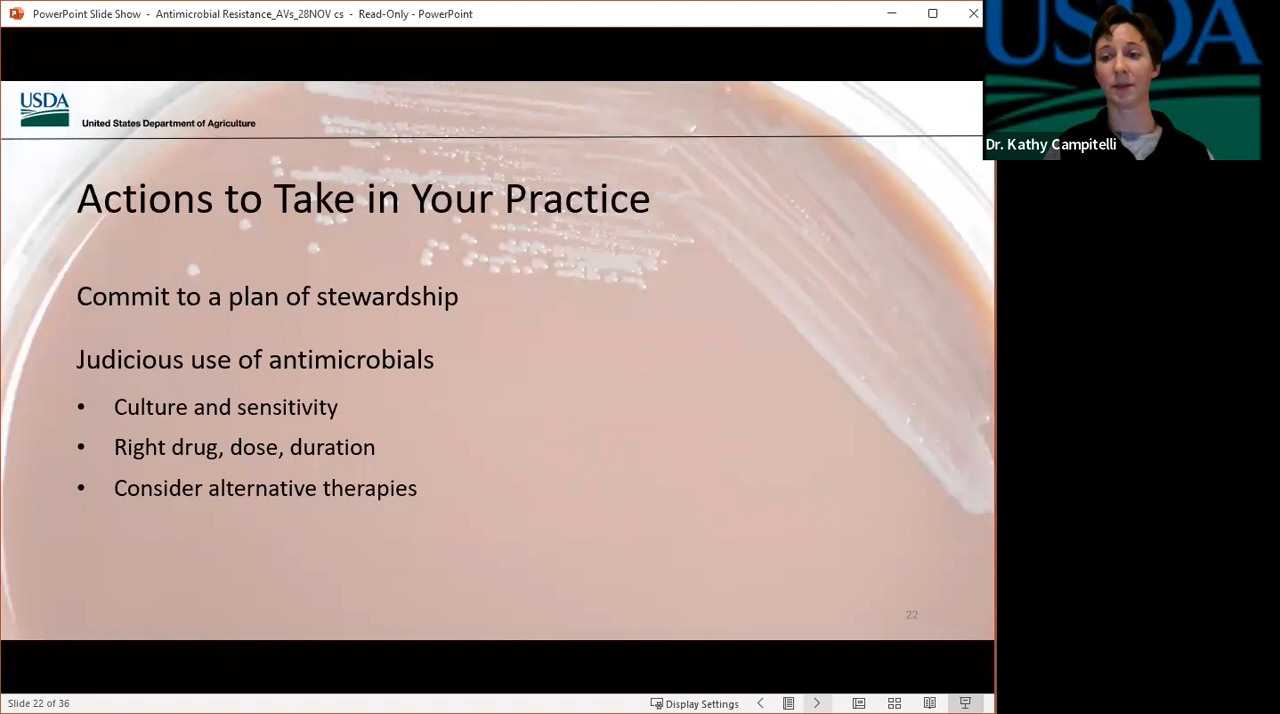 PowerPoint Slide Show - Antimicrobial Resistance_AVs_28NOV cs - Read-Only - PowerPoint
USDA
Dr. Kathy Campitelli
USDA
United States Department of Agriculture
Actions to Take in Your Practice
Commit to a plan of stewardship
Judicious use of antimicrobials
• Culture and sensitivity
• Right drug, dose, duration
• Consider alternative therapies
22
Slide 22 of 36
Display Settings